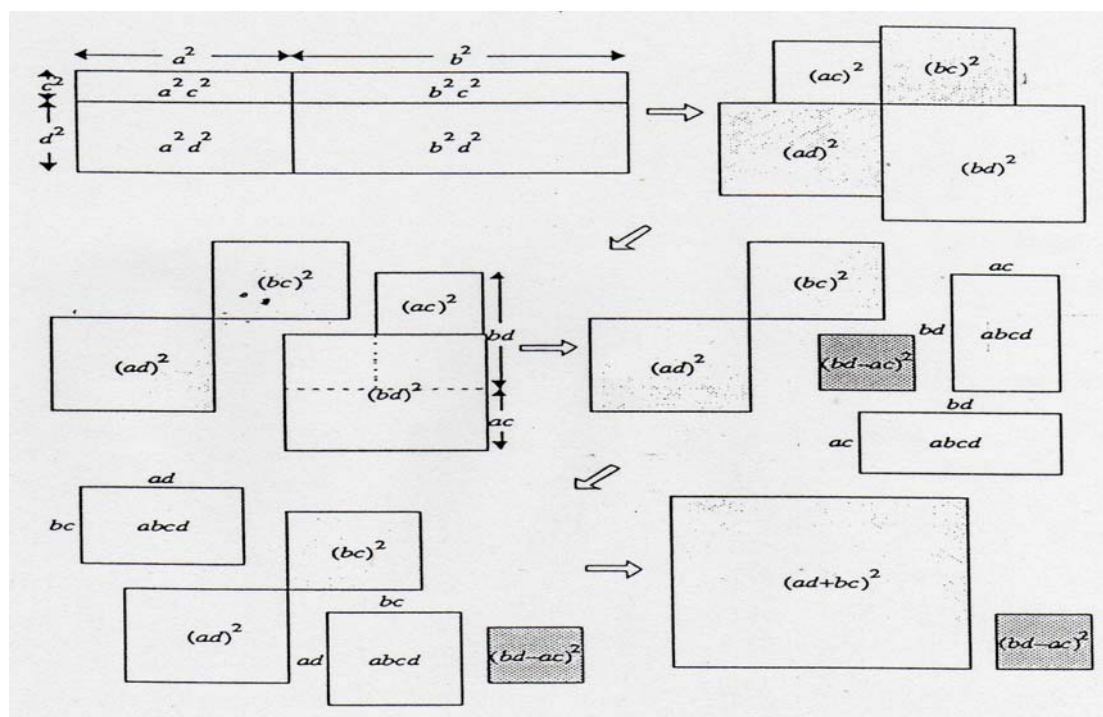 a² b²
c² a²c² b²c²
d² a²d² b²d²
(ac)² (bc)²
(ad)² (bd)²
(bc)² (ac)²
bd
(ad)² (bd)²
ac
(bc)² ac
bd abcd
(ad)² (bd-ac)²
bd
ac abcd
ad
bc abcd
(bc)²
bc
(ad)² ad abcd (bd-ac)²
(ad+bc)²
(bd-ac)²